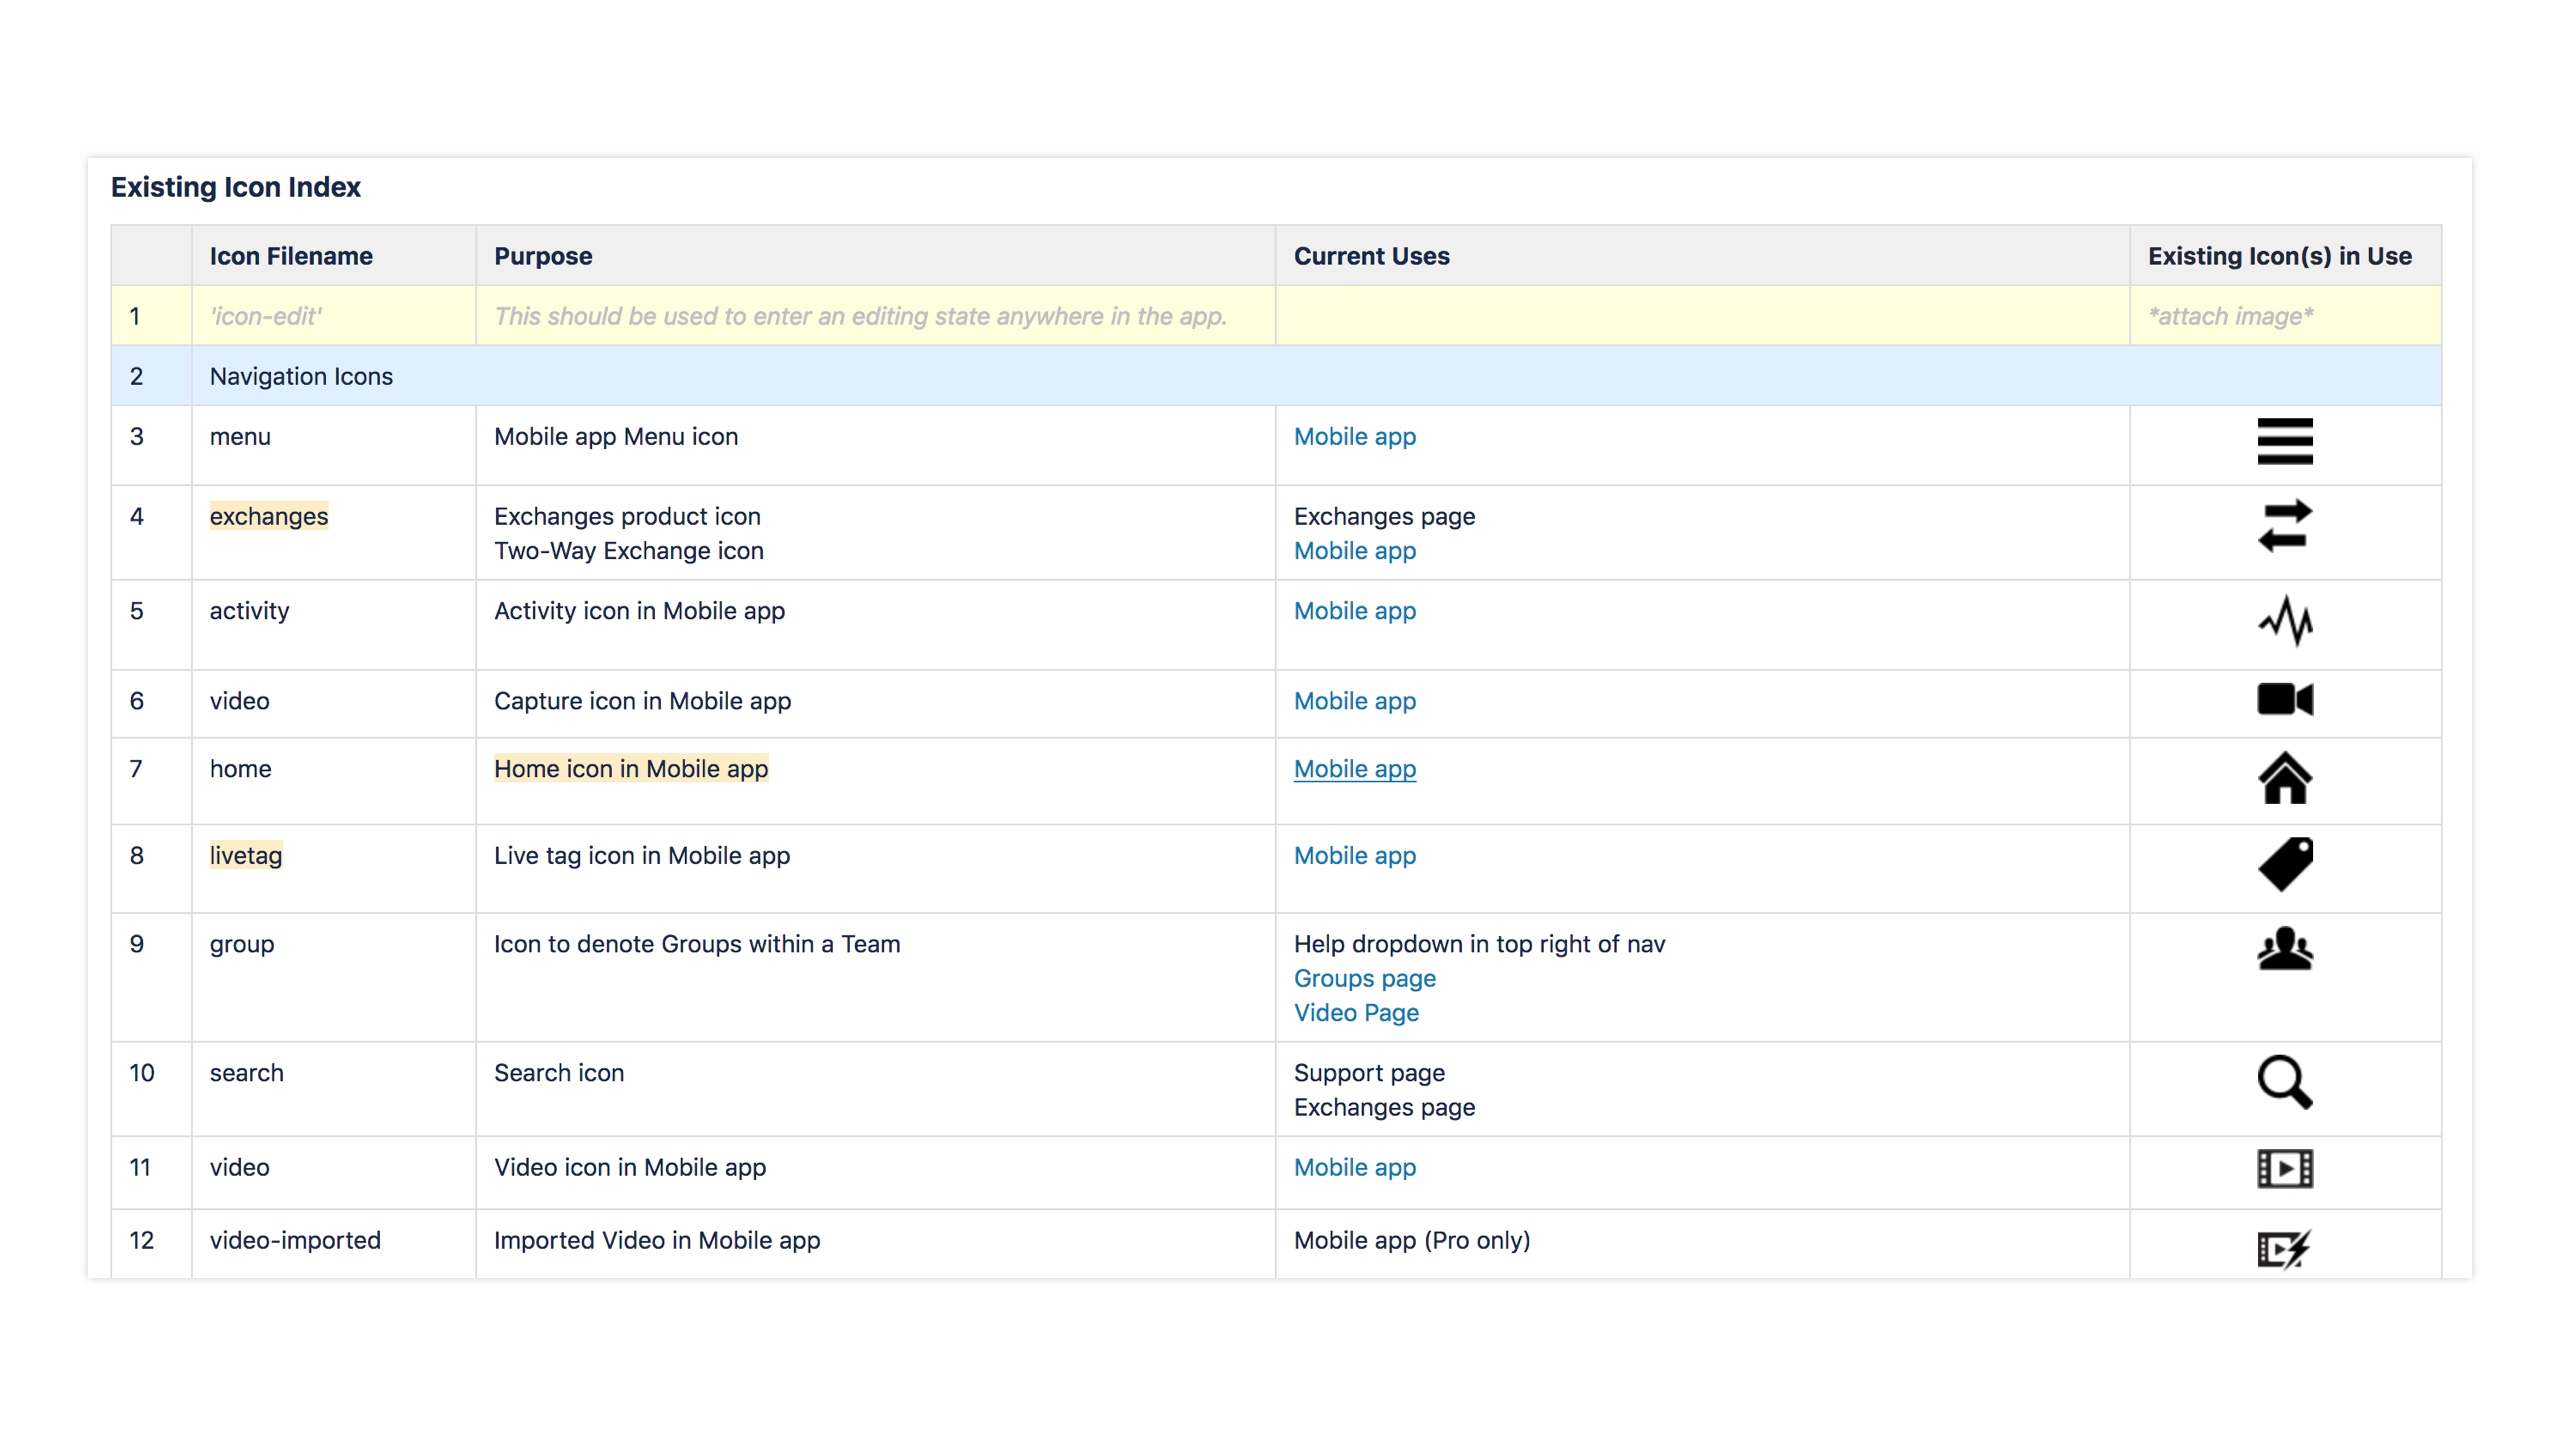 Existing Icon Index
Icon Filename Purpose Current Uses Existing Icon(s) in Use
1 'icon-edit' This should be used to enter an editing state anywhere in the app. *attach image*
2 Navigation Icons
3 menu Mobile app Menu icon Mobile app
4 exchanges Exchanges product icon Exchanges page
Two-Way Exchange icon Mobile app
5 activity Activity icon in Mobile app Mobile app
6 video Capture icon in Mobile app Mobile app
7 home Home icon in Mobile app Mobile app
8 livetag Live tag icon in Mobile app Mobile app
9 group Icon to denote Groups within a Team Help dropdown in top right of nav
Groups page
Video Page
10 search Search icon Support page
Exchanges page
11 video Video icon in Mobile app Mobile app
12 video-imported Imported Video in Mobile app Mobile app (Pro only)